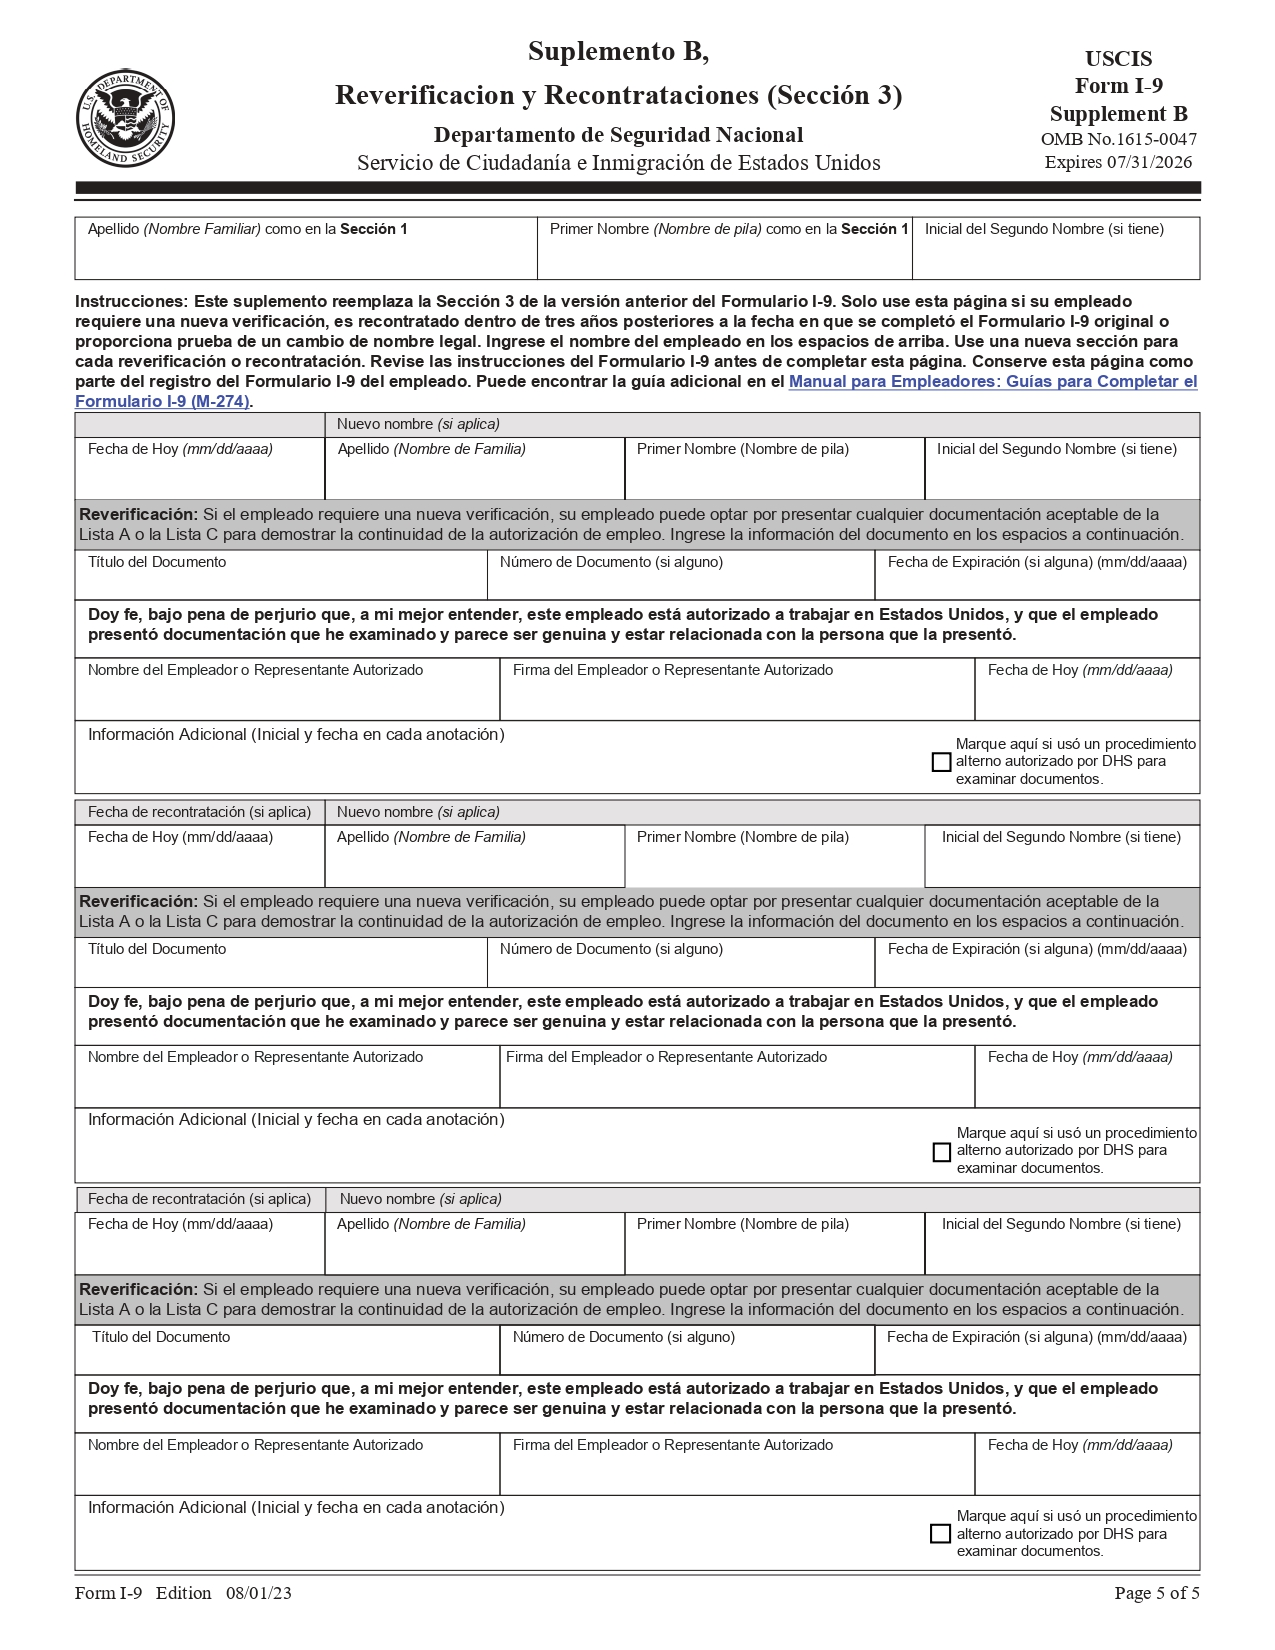 Suplemento B,
Reverificacion y Recontrataciones (Sección 3)
Departamento de Seguridad Nacional
Servicio de Ciudadanía e Inmigración de Estados Unidos
U.S. DEPARTMENT OF HOMELAND SECURITY
USCIS
Form I-9
Supplement B
OMB No.1615-0047
Expires 07/31/2026
Apellido (Nombre Familiar) como en la Sección 1
Primer Nombre (Nombre de pila) como en la Sección 1
Inicial del Segundo Nombre (si tiene)
Instrucciones: Este suplemento reemplaza la Sección 3 de la versión anterior del Formulario I-9. Solo use esta página si su empleado
requiere una nueva verificación, es recontratado dentro de tres años posteriores a la fecha en que se completó el Formulario I-9 original o
proporciona prueba de un cambio de nombre legal. Ingrese el nombre del empleado en los espacios de arriba. Use una nueva sección para
cada reverificación o recontratación. Revise las instrucciones del Formulario I-9 antes de completar esta página. Conserve esta página como
parte del registro del Formulario I-9 del empleado. Puede encontrar la guía adicional en el Manual para Empleadores: Guías para Completar el
Formulario I-9 (M-274).
Nuevo nombre (si aplica)
Fecha de Hoy (mm/dd/aaaa)
Apellido (Nombre de Familia)
Primer Nombre (Nombre de pila)
Inicial del Segundo Nombre (si tiene)
Reverificación: Si el empleado requiere una nueva verificación, su empleado puede optar por presentar cualquier documentación aceptable de la
Lista A o la Lista C para demostrar la continuidad de la autorización de empleo. Ingrese la información del documento en los espacios a continuación.
Título del Documento
Número de Documento (si alguno)
Fecha de Expiración (si alguna) (mm/dd/aaaa)
Doy fe, bajo pena de perjurio que, a mi mejor entender, este empleado está autorizado a trabajar en Estados Unidos, y que el empleado
presentó documentación que he examinado y parece ser genuina y estar relacionada con la persona que la presentó.
Nombre del Empleador o Representante Autorizado
Firma del Empleador o Representante Autorizado
Fecha de Hoy (mm/dd/aaaa)
Información Adicional (Inicial y fecha en cada anotación)
Marque aquí si usó un procedimiento
alterno autorizado por DHS para
examinar documentos.
Fecha de recontratación (si aplica)
Nuevo nombre (si aplica)
Fecha de Hoy (mm/dd/aaaa)
Apellido (Nombre de Familia)
Primer Nombre (Nombre de pila)
Inicial del Segundo Nombre (si tiene)
Reverificación: Si el empleado requiere una nueva verificación, su empleado puede optar por presentar cualquier documentación aceptable de la
Lista A o la Lista C para demostrar la continuidad de la autorización de empleo. Ingrese la información del documento en los espacios a continuación.
Título del Documento
Número de Documento (si alguno)
Fecha de Expiración (si alguna) (mm/dd/aaaa)
Doy fe, bajo pena de perjurio que, a mi mejor entender, este empleado está autorizado a trabajar en Estados Unidos, y que el empleado
presentó documentación que he examinado y parece ser genuina y estar relacionada con la persona que la presentó.
Nombre del Empleador o Representante Autorizado
Firma del Empleador o Representante Autorizado
Fecha de Hoy (mm/dd/aaaa)
Información Adicional (Inicial y fecha en cada anotación)
Marque aquí si usó un procedimiento
alterno autorizado por DHS para
examinar documentos.
Fecha de recontratación (si aplica)
Nuevo nombre (si aplica)
Fecha de Hoy (mm/dd/aaaa)
Apellido (Nombre de Familia)
Primer Nombre (Nombre de pila)
Inicial del Segundo Nombre (si tiene)
Reverificación: Si el empleado requiere una nueva verificación, su empleado puede optar por presentar cualquier documentación aceptable de la
Lista A o la Lista C para demostrar la continuidad de la autorización de empleo. Ingrese la información del documento en los espacios a continuación.
Título del Documento
Número de Documento (si alguno)
Fecha de Expiración (si alguna) (mm/dd/aaaa)
Doy fe, bajo pena de perjurio que, a mi mejor entender, este empleado está autorizado a trabajar en Estados Unidos, y que el empleado
presentó documentación que he examinado y parece ser genuina y estar relacionada con la persona que la presentó.
Nombre del Empleador o Representante Autorizado
Firma del Empleador o Representante Autorizado
Fecha de Hoy (mm/dd/aaaa)
Información Adicional (Inicial y fecha en cada anotación)
Marque aquí si usó un procedimiento
alterno autorizado por DHS para
examinar documentos.
Form I-9 Edition 08/01/23
Page 5 of 5